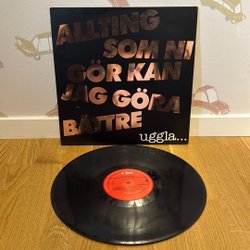 ALLTING
SOM NI
GÖR KAN
JAG GÖRA
BÄTTRE
uggla...